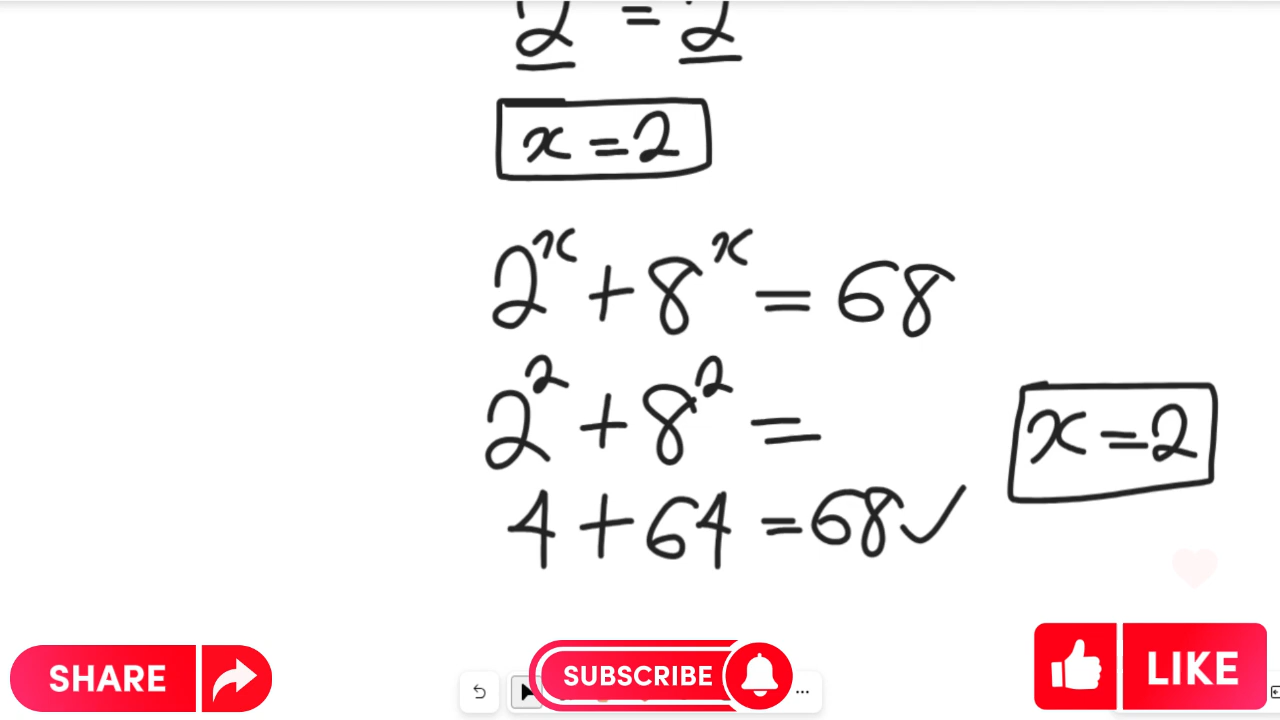 2 = 2
x = 2
2^x + 8^x = 68
2^2 + 8^2 =
x = 2
4 + 64 = 68 ✓
SHARE
SUBSCRIBE
LIKE